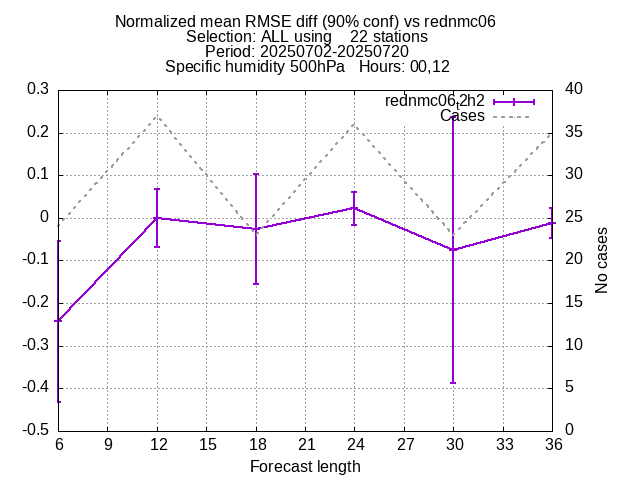 Normalized mean RMSE diff (90% conf) vs rednmc06
Selection: ALL using    22 stations
Period: 20250702-20250720
Specific humidity 500hPa   Hours: 00,12
rednmc06,2h2
Cases
0.3
0.2
0.1
0
-0.1
-0.2
-0.3
-0.4
-0.5
40
35
30
25
20
15
10
5
0
No cases
6 9 12 15 18 21 24 27 30 33 36
Forecast length